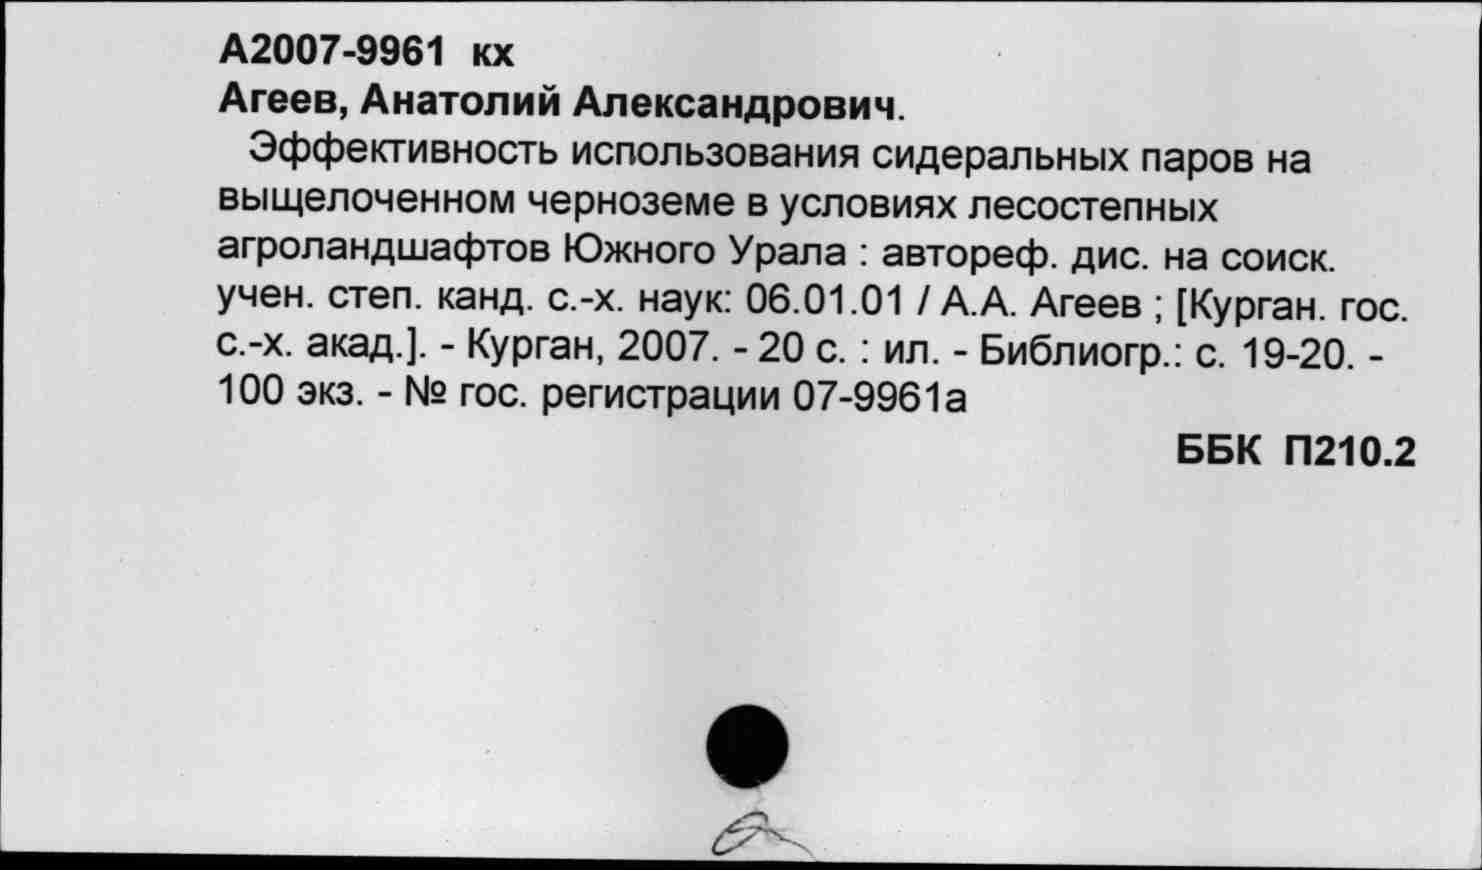 А2007-9961 кх
Агеев, Анатолий Александрович.
Эффективность использования сидеральных паров на
выщелоченном черноземе в условиях лесостепных
агроландшафтов Южного Урала : автореф. дис. на соиск.
учен. степ. канд. с.-х. наук: 06.01.01 / А.А. Агеев ; [Курган. гос.
с.-х. акад.]. - Курган, 2007. - 20 с. : ил. - Библиогр.: с. 19-20. -
100 экз. - № гос. регистрации 07-9961а
ББК П210.2